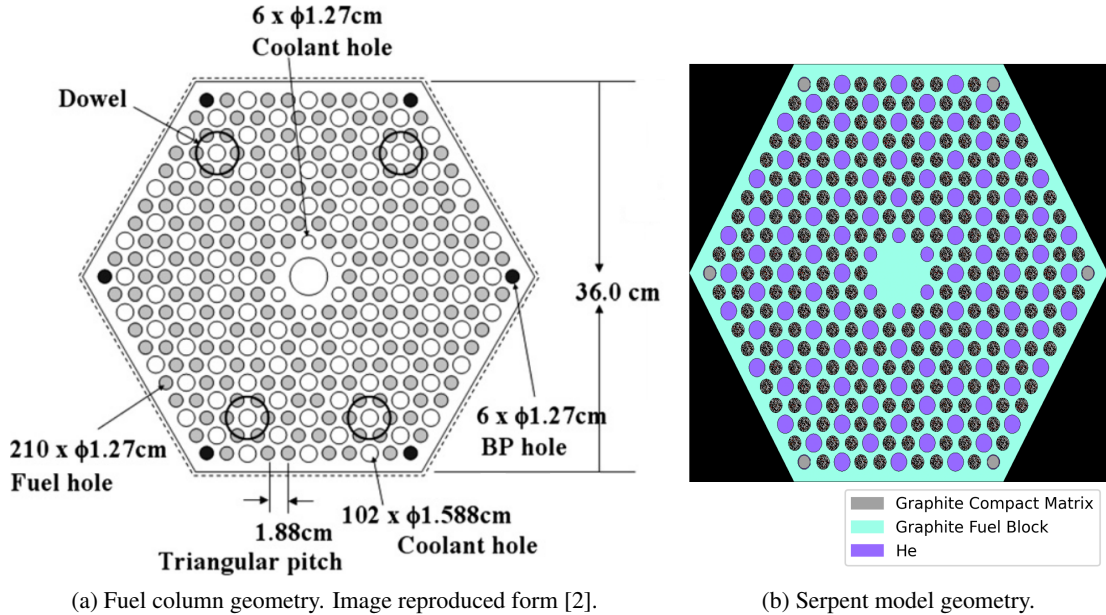 6 x ϕ1.27cm
Coolant hole
Dowel
36.0 cm
210 x ϕ1.27cm
Fuel hole
6 x ϕ1.27cm
BP hole
1.88cm
Triangular pitch
102 x ϕ1.588cm
Coolant hole
Graphite Compact Matrix
Graphite Fuel Block
He
(a) Fuel column geometry. Image reproduced form [2].
(b) Serpent model geometry.